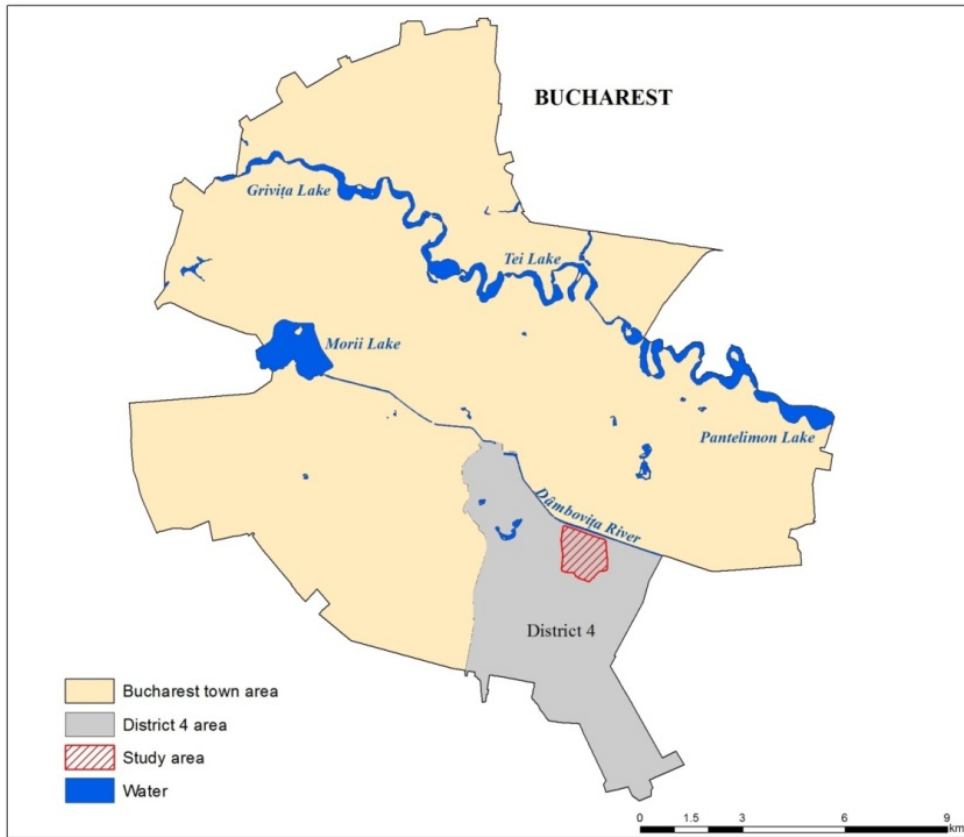 BUCHAREST
Grivița Lake
Tei Lake
Morii Lake
Pantelimon Lake
Dâmbovița River
District 4
Bucharest town area
District 4 area
Study area
Water
0 1.5 3 6 9
km